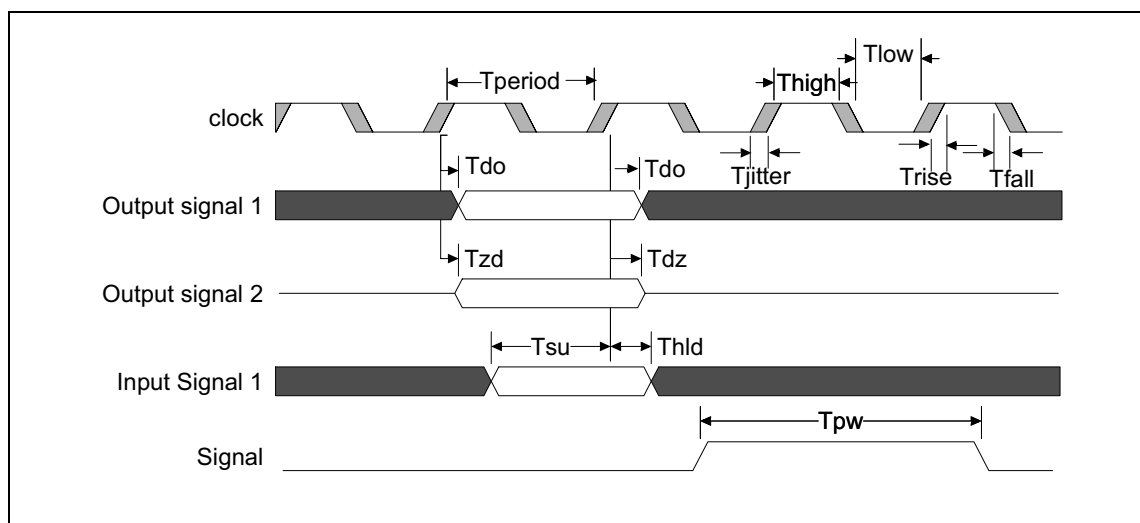 Tlow
Tperiod
Thigh
clock
Tdo
Tdo
Tjitter
Trise
Tfall
Output signal 1
Tzd
Tdz
Output signal 2
Tsu
Thld
Input Signal 1
Tpw
Signal